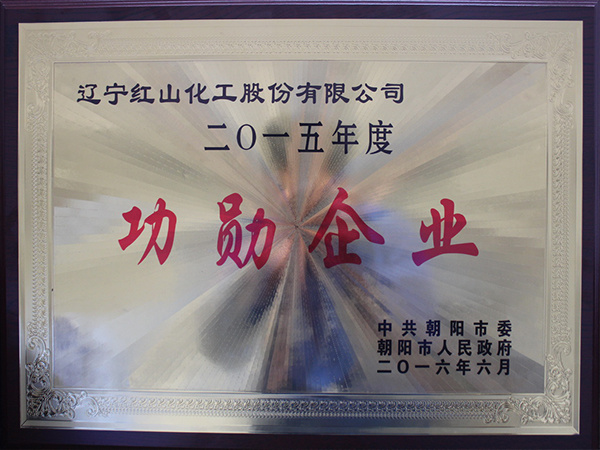 辽宁红山化工股份有限公司
二〇一五年度
功勋企业
中共朝阳市委
朝阳市人民政府
二〇一六年六月